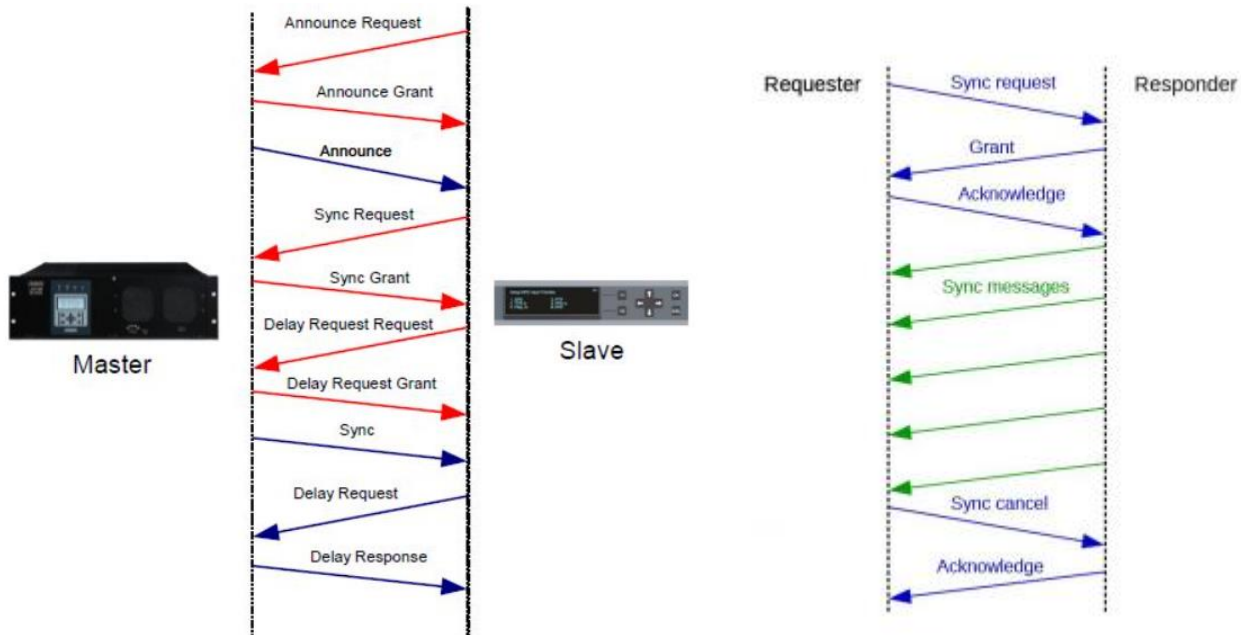 Announce Request
Announce Grant
Announce
Sync Request
Sync Grant
Delay Request Request
Delay Request Grant
Sync
Delay Request
Delay Response
Master
Slave
Requester
Responder
Sync request
Grant
Acknowledge
Sync messages
Sync cancel
Acknowledge